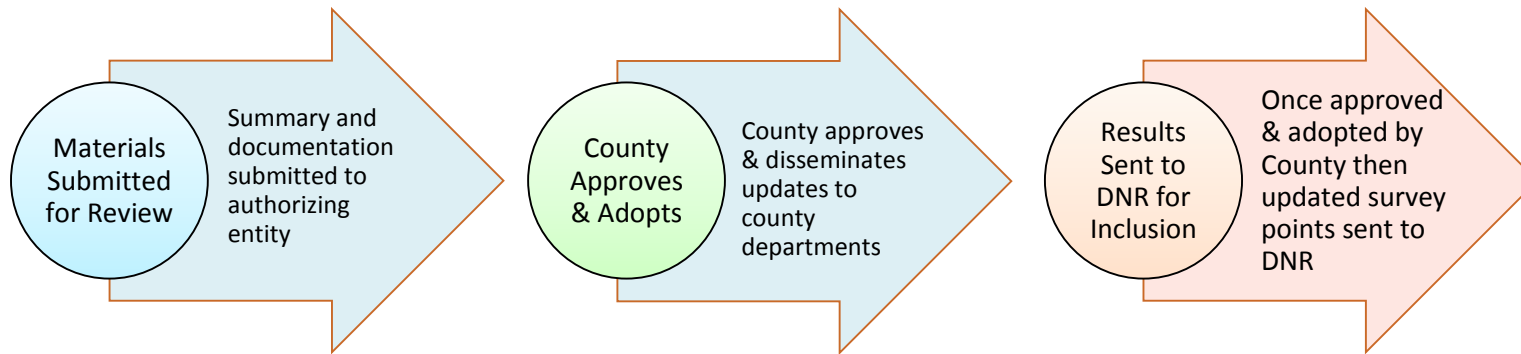 Materials
Submitted
for Review
Summary and
documentation
submitted to
authorizing
entity
County
Approves
& Adopts
County approves
& disseminates
updates to
county
departments
Results
Sent to
DNR for
Inclusion
Once approved
& adopted by
County then
updated survey
points sent to
DNR